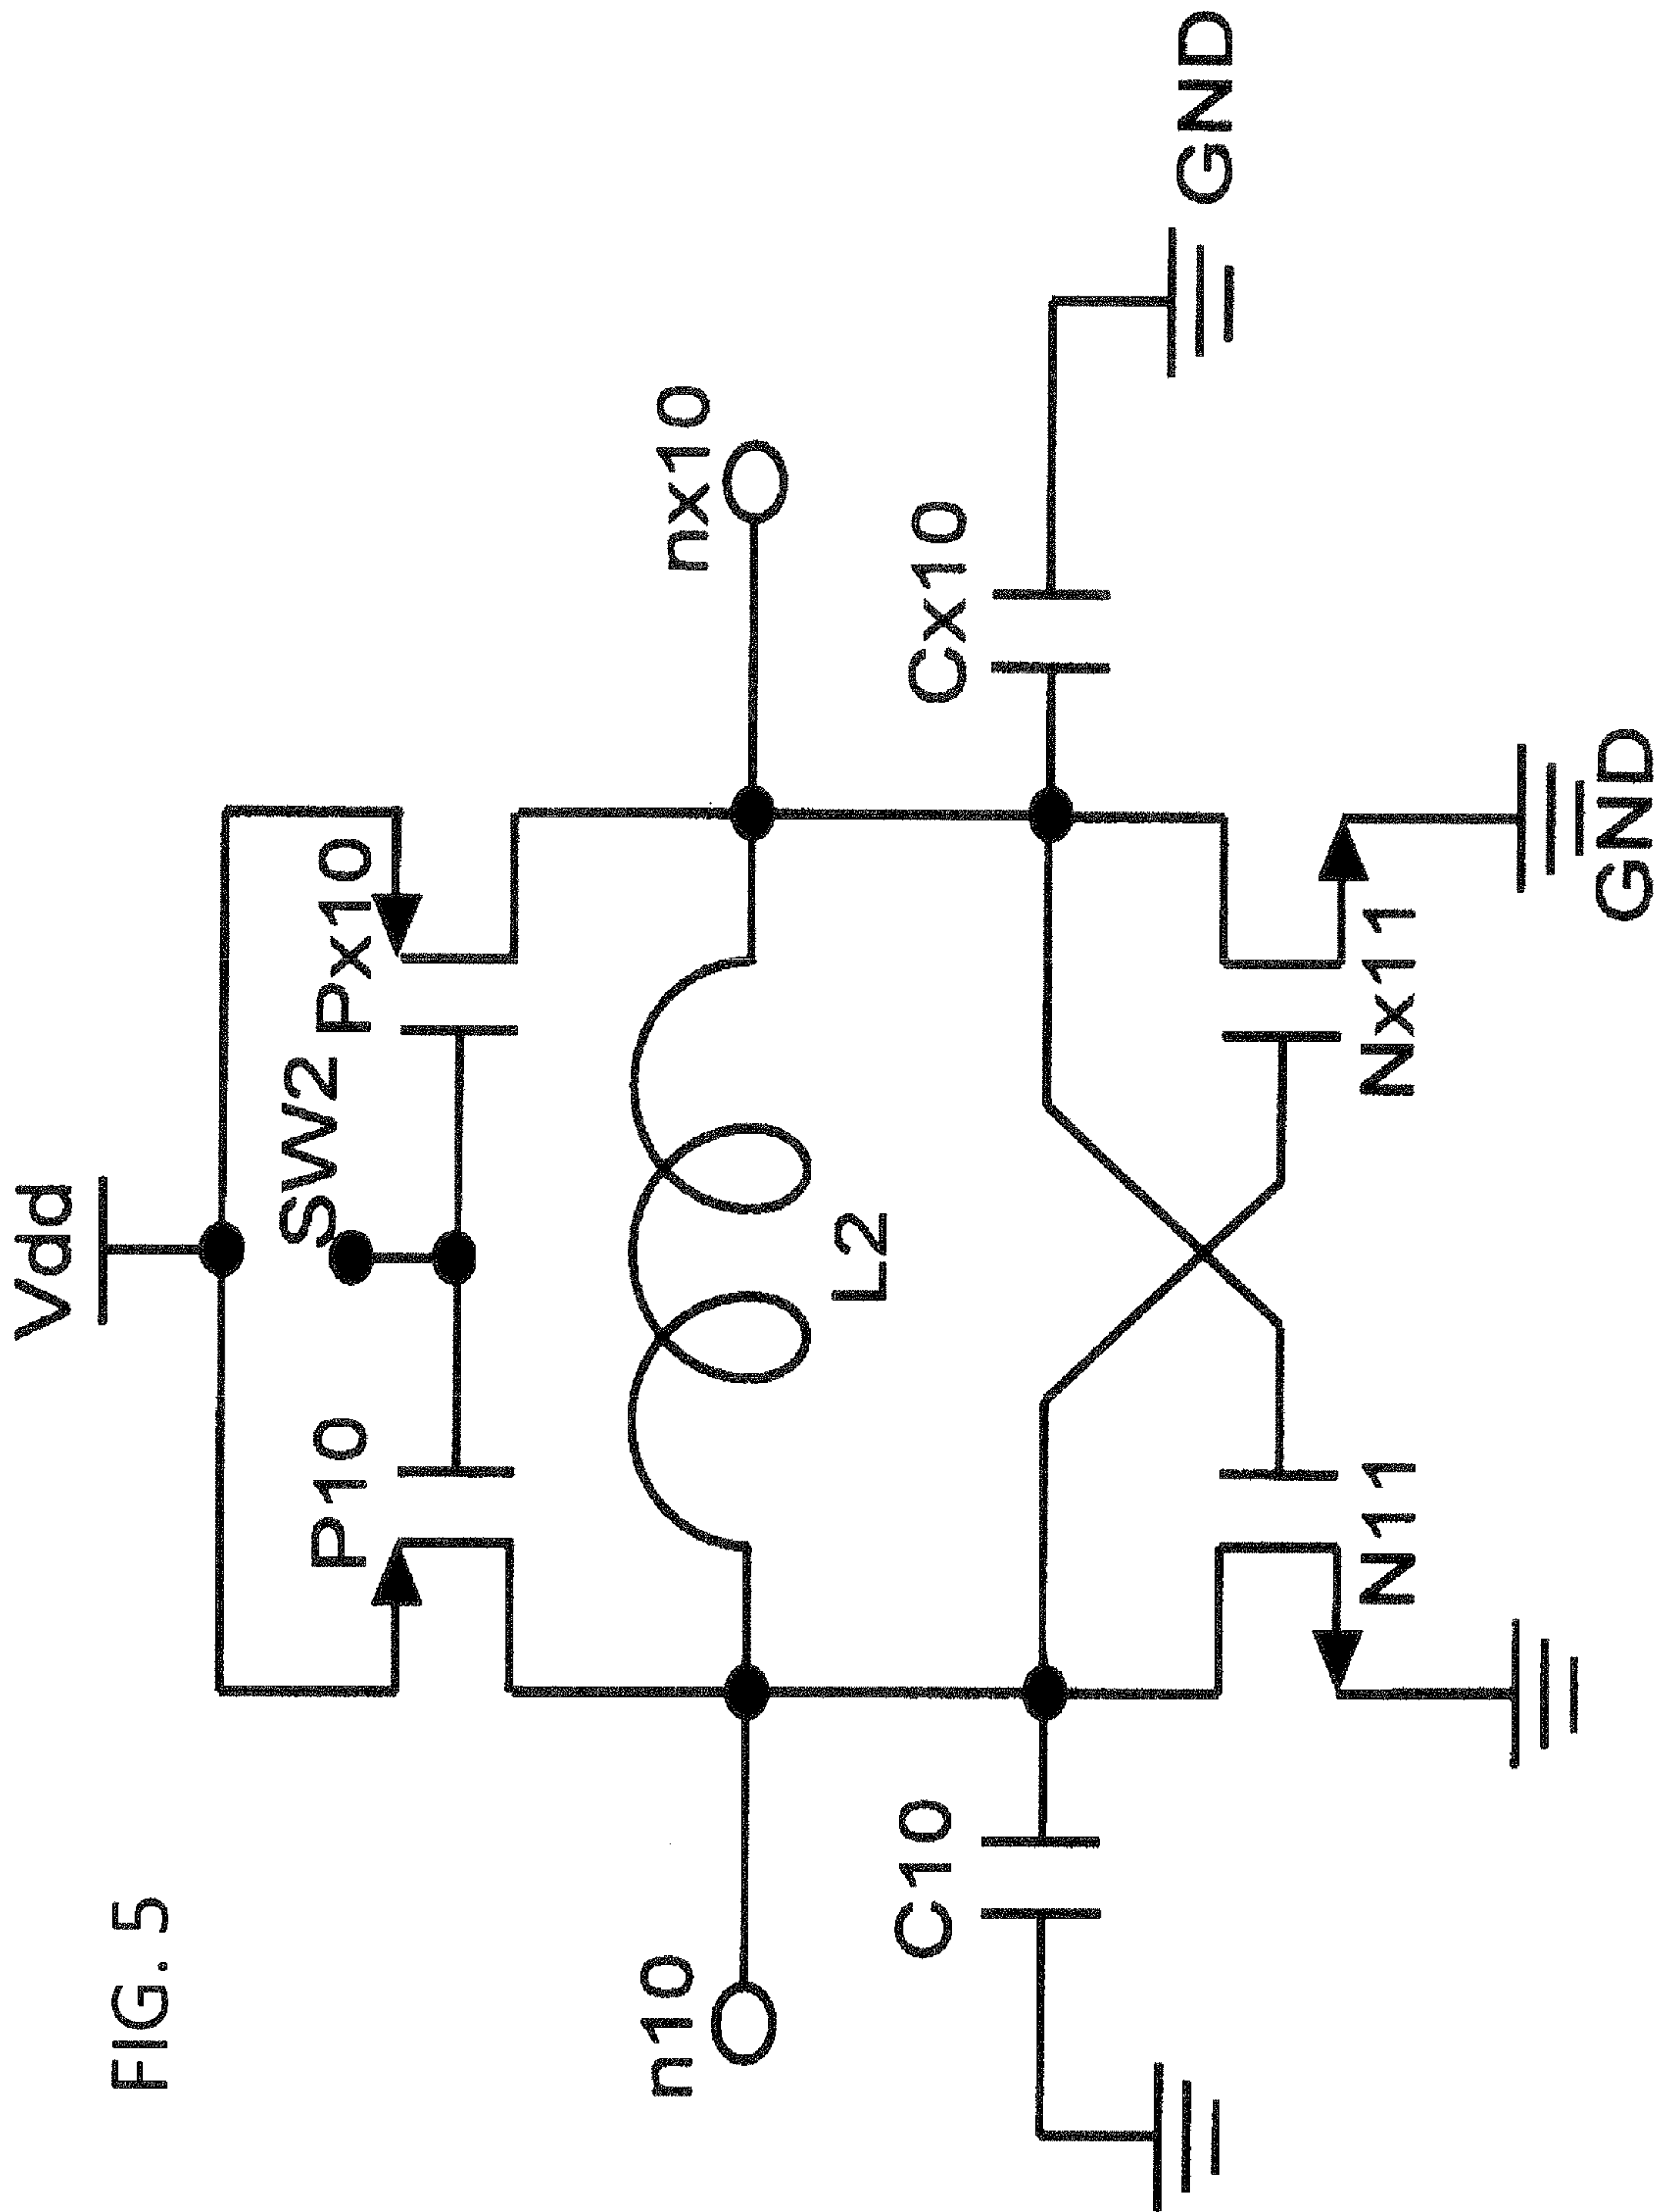 FIG. 5
Vdd
SW2
P10
Px10
n10
nx10
L2
C10
Cx10
GND
N11
Nx11
GND